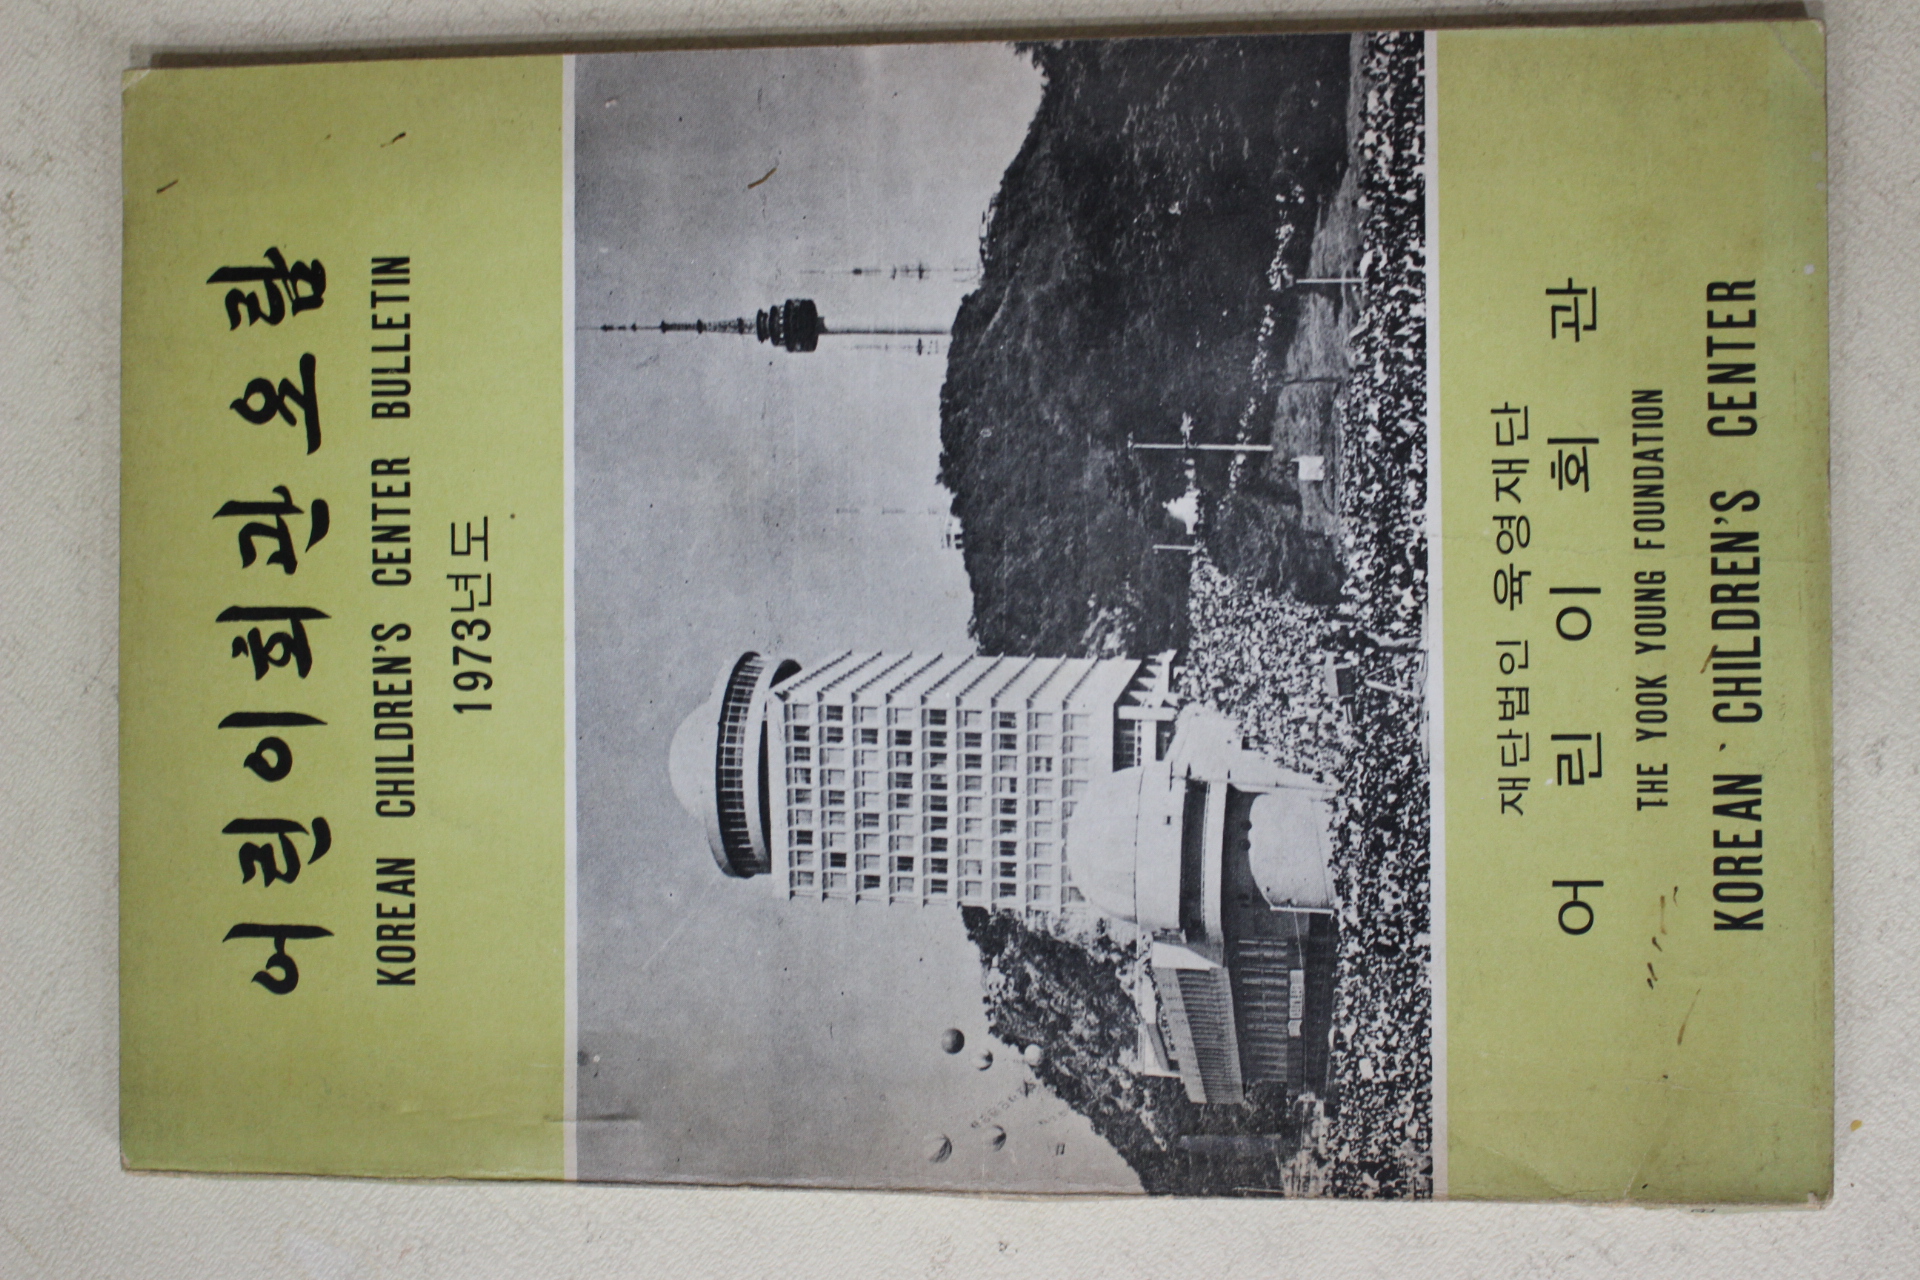 어린이회관요람
KOREAN CHILDREN'S CENTER BULLETIN
1973년도
재단법인 육영재단
어린이회관
THE YOOK YOUNG FOUNDATION
KOREAN CHILDREN'S CENTER